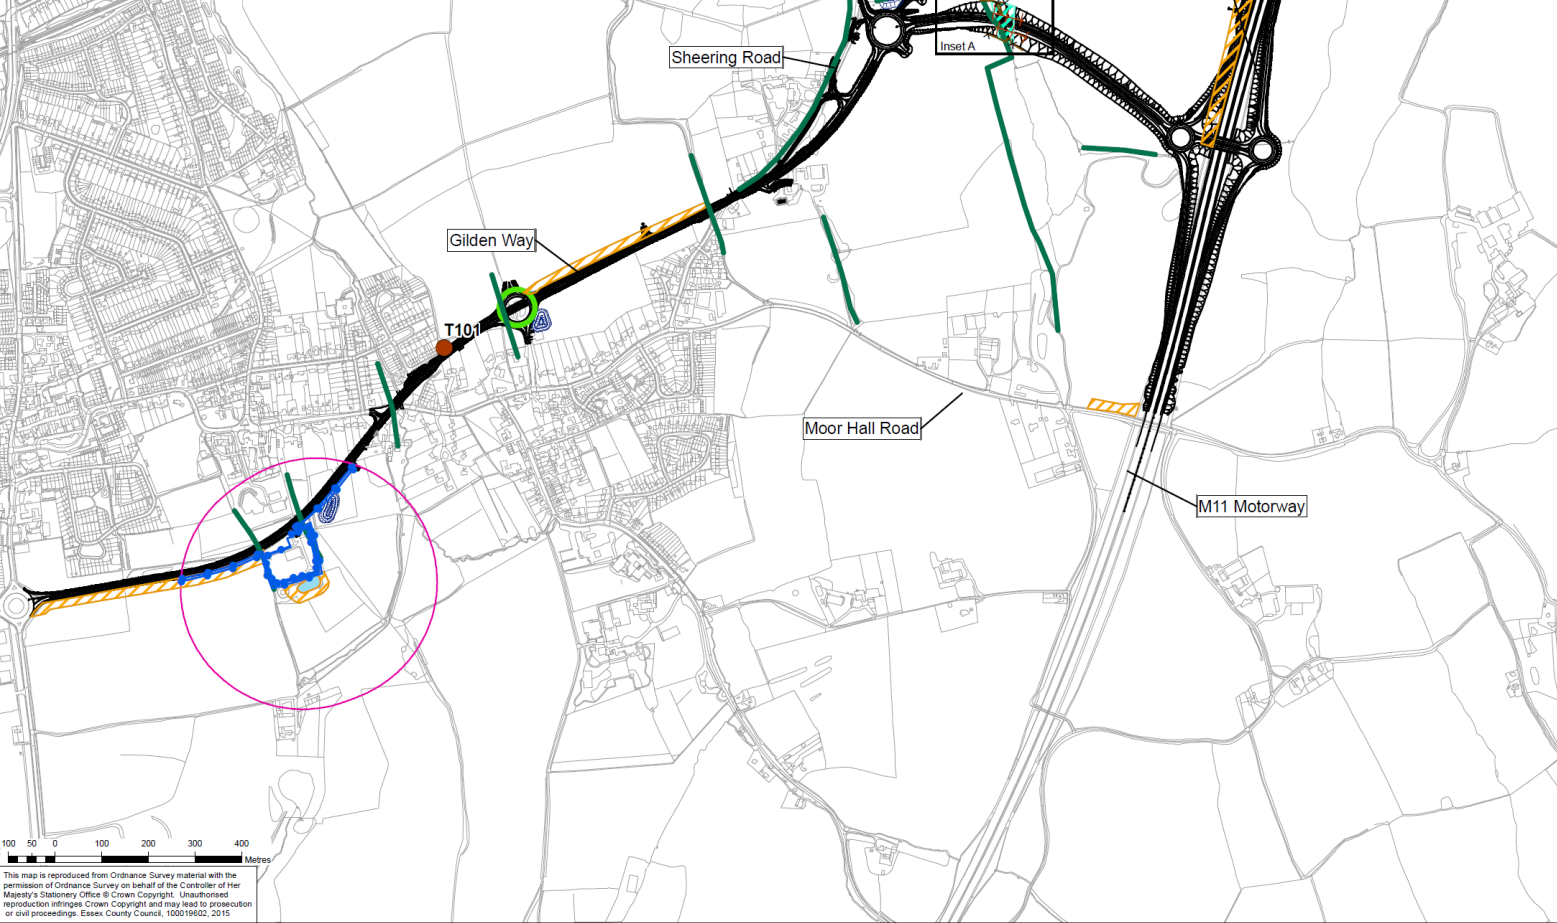 Inset A
Sheering Road
Gilden Way
T101
Moor Hall Road
M11 Motorway
100 50 0 100 200 300 400
Metres
This map is reproduced from Ordnance Survey material with the
permission of Ordnance Survey on behalf of the Controller of Her
Majesty's Stationery Office © Crown Copyright. Unauthorised
reproduction infringes Crown Copyright and may lead to prosecution
or civil proceedings. Essex County Council, 100019602, 2015